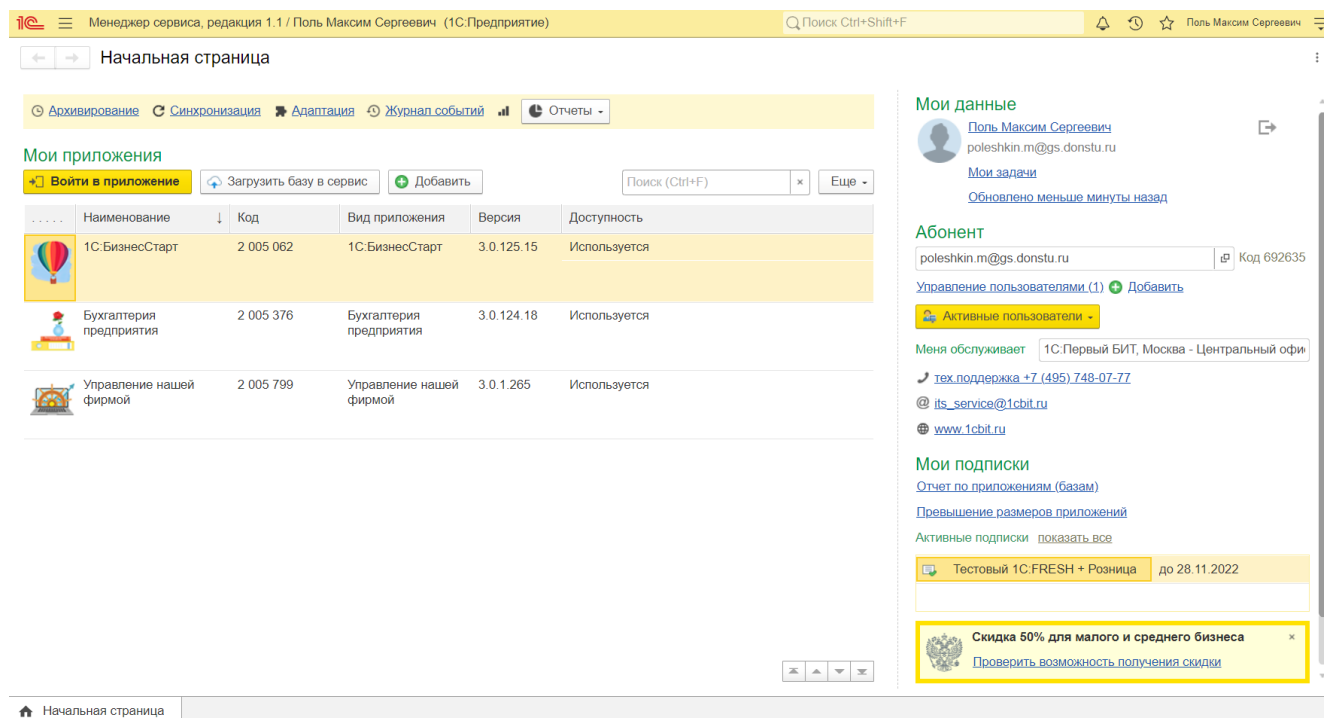 1С Менеджер сервиса, редакция 1.1 / Поль Максим Сергеевич (1С:Предприятие) Поиск Ctrl+Shift+F Поль Максим Сергеевич
Начальная страница
Архивирование Синхронизация Адаптация Журнал событий Отчеты
Мои приложения
Войти в приложение Загрузить базу в сервис Добавить Поиск (Ctrl+F) × Еще
..... Наименование ↓ Код Вид приложения Версия Доступность
1С:БизнесСтарт 2 005 062 1С:БизнесСтарт 3.0.125.15 Используется
Бухгалтерия предприятия 2 005 376 Бухгалтерия предприятия 3.0.124.18 Используется
Управление нашей фирмой 2 005 799 Управление нашей фирмой 3.0.1.265 Используется
Мои данные
Поль Максим Сергеевич
poleshkin.m@gs.donstu.ru
Мои задачи
Обновлено меньше минуты назад
Абонент
poleshkin.m@gs.donstu.ru Код 692635
Управление пользователями (1) Добавить
Активные пользователи
Меня обслуживает 1С:Первый БИТ, Москва - Центральный офи
тех.поддержка +7 (495) 748-07-77
@ its_service@1cbit.ru
www.1cbit.ru
Мои подписки
Отчет по приложениям (базам)
Превышение размеров приложений
Активные подписки показать все
Тестовый 1С:FRESH + Розница до 28.11.2022
Скидка 50% для малого и среднего бизнеса ×
Проверить возможность получения скидки
Начальная страница